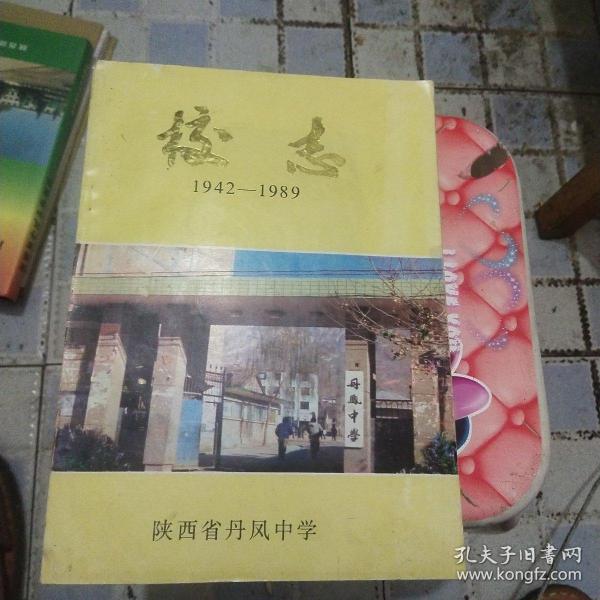 校志
1942—1989
丹凤中学
陕西省丹凤中学
I LOVE
孔夫子旧书网
www.kongfz.com